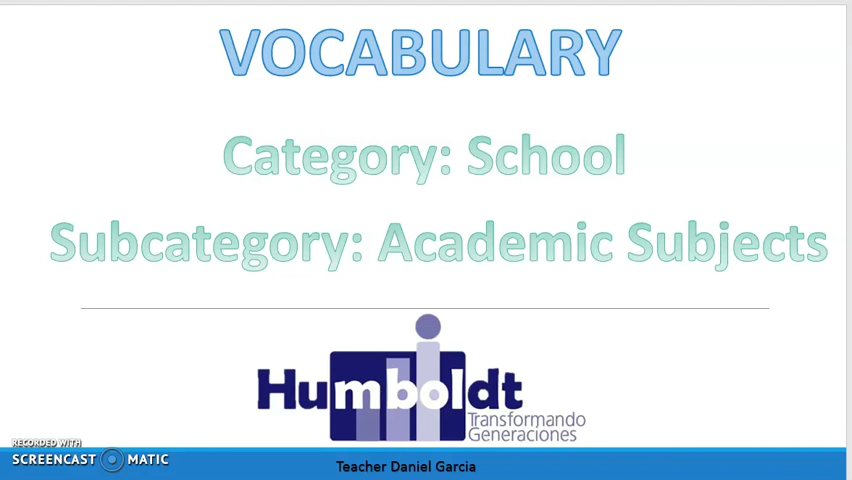 VOCABULARY
Category: School
Subcategory: Academic Subjects
Humboldt
Transformando
Generaciones
RECORDED WITH
SCREENCAST MATIC
Teacher Daniel Garcia